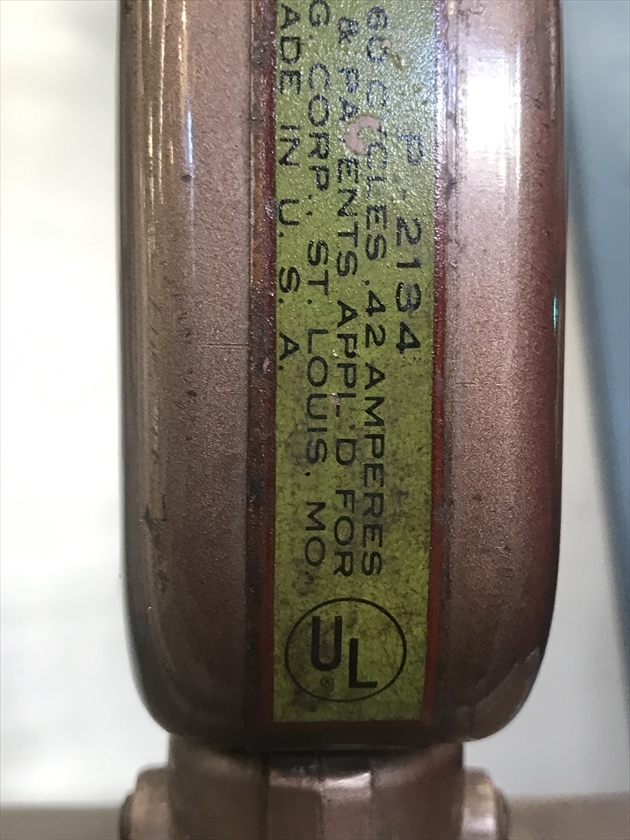 P 2134
60 CYCLES .42 AMPERES
& PATENTS APPL'D FOR
G. CORP., ST. LOUIS, MO.
ADE IN U. S. A.
UL
®